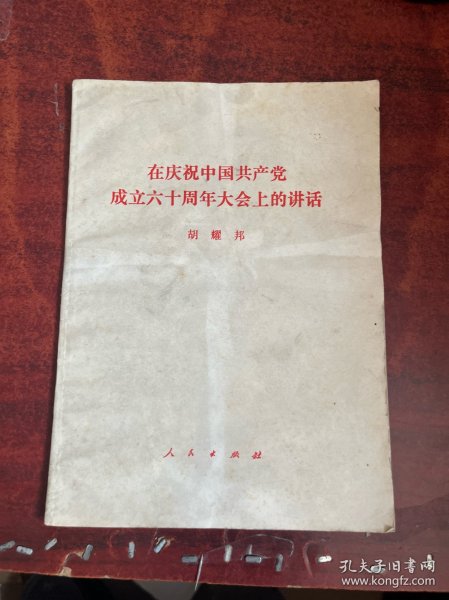 在庆祝中国共产党
成立六十周年大会上的讲话
胡耀邦
人民出版社
孔夫子旧书网
www.kongfz.com